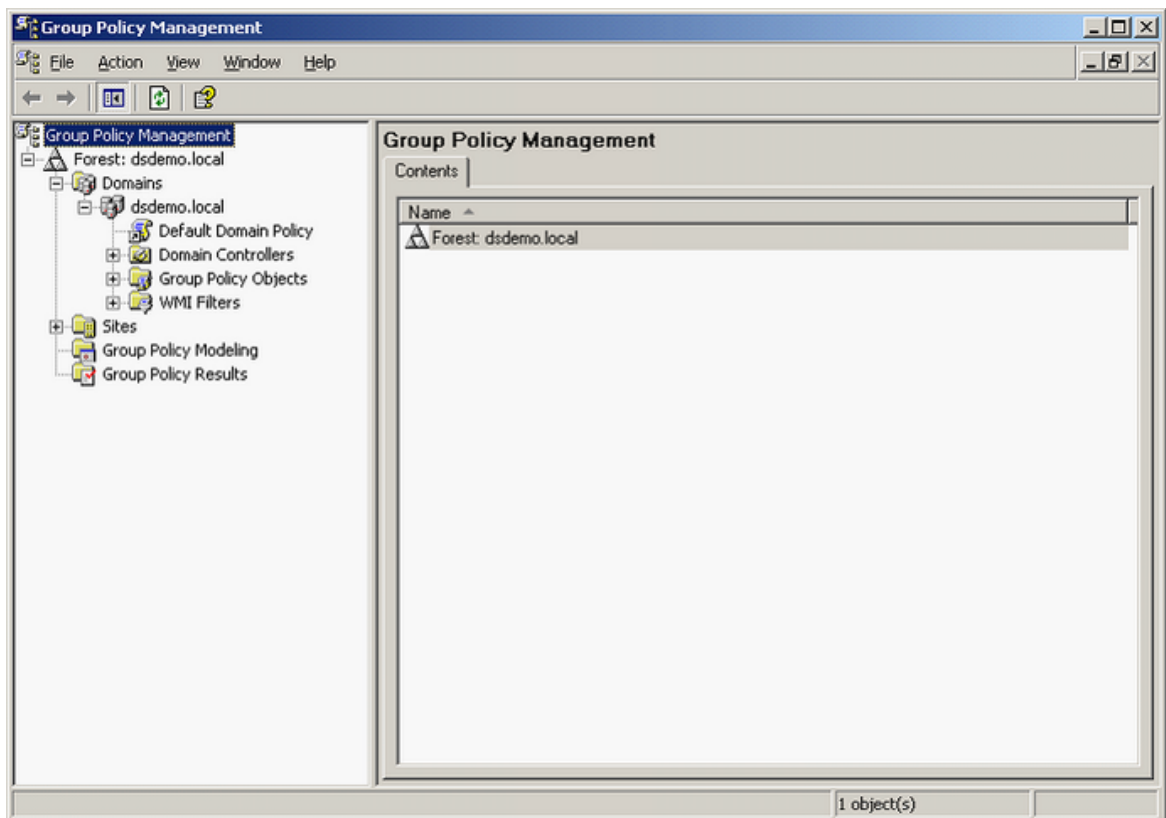 Group Policy Management
File Action View Window Help
Group Policy Management
Forest: dsdemo.local
Domains
dsdemo.local
Default Domain Policy
Domain Controllers
Group Policy Objects
WMI Filters
Sites
Group Policy Modeling
Group Policy Results
Group Policy Management
Contents
Name
Forest: dsdemo.local
1 object(s)